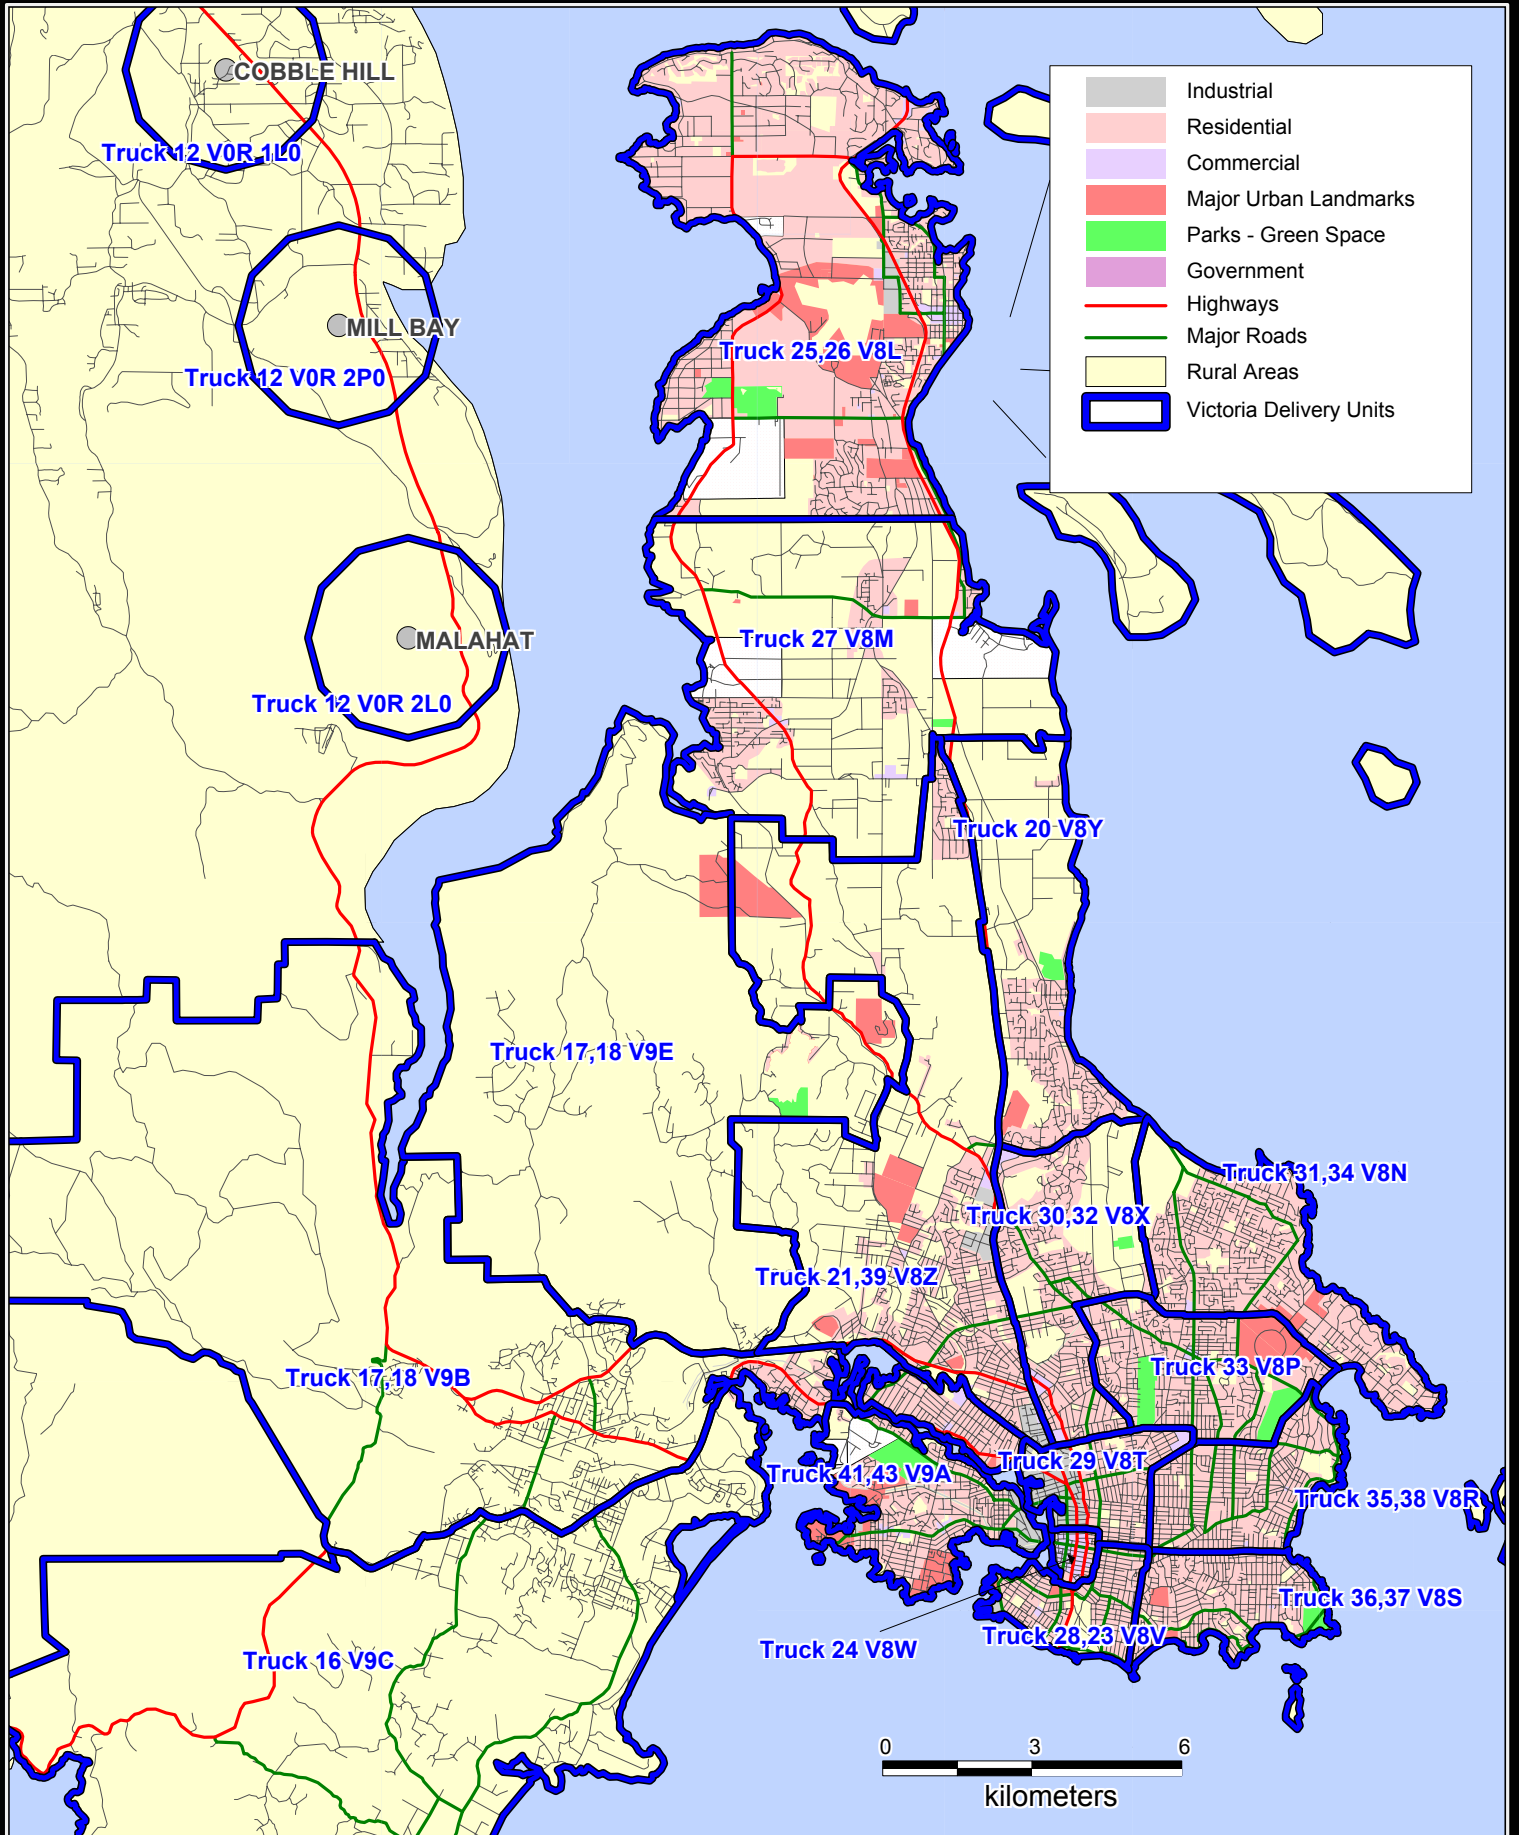 COBBLE HILL
Truck 12 V0R 1L0
MILL BAY
Truck 12 V0R 2P0
MALAHAT
Truck 12 V0R 2L0
Industrial
Residential
Commercial
Major Urban Landmarks
Parks - Green Space
Government
Highways
Major Roads
Rural Areas
Victoria Delivery Units
Truck 25,26 V8L
Truck 27 V8M
Truck 20 V8Y
Truck 17,18 V9E
Truck 31,34 V8N
Truck 30,32 V8X
Truck 21,39 V8Z
Truck 33 V8P
Truck 17,18 V9B
Truck 29 V8T
Truck 41,43 V9A
Truck 35,38 V8R
Truck 36,37 V8S
Truck 28,23 V8V
Truck 24 V8W
Truck 16 V9C
0 3 6
kilometers